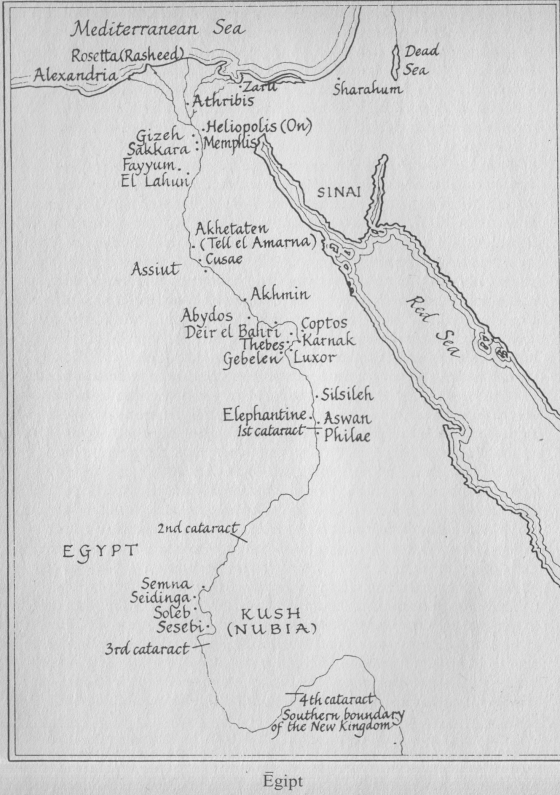 Mediterranean Sea
Rosetta (Rasheed)
Dead
Sea
Alexandria
Zaru
Sharahum
Athribis
Heliopolis (On)
Gizeh
Memphis
Sakkara
Fayyum
El Lahun
SINAI
Akhetaten
(Tell el Amarna)
Cusae
Assiut
Akhmin
Red Sea
Abydos
Coptos
Dĕir el Bahri
Karnak
Thebes
Gebelen
Luxor
Silsileh
Elephantine
Aswan
1st cataract
Philae
2nd cataract
EGYPT
Semna
Seidinga
Soleb
KUSH
Sesebi
(NUBIA)
3rd cataract
4th cataract
Southern boundary
of the New Kingdom
Ēgipt